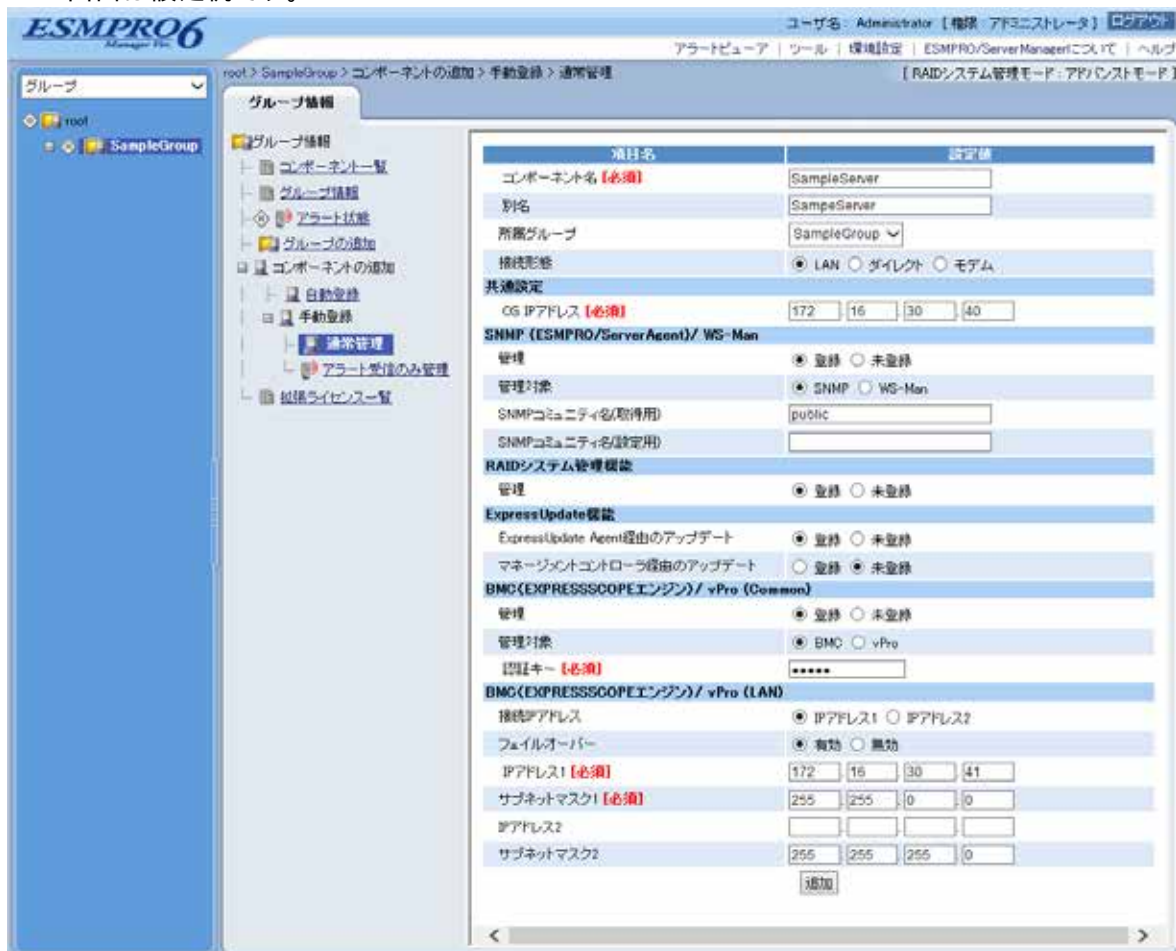 ESMPRO6
Manager Ver.
ユーザ名: Administrator [権限 アドミニストレータ] ログアウト
アラートビューア | ツール | 環境設定 | ESMPRO/ServerManagerについて | ヘルプ
グループ
root
SampleGroup
root > SampleGroup > コンポーネントの追加 > 手動登録 > 通常管理
[RAIDシステム管理モード: アドバンストモード]
グループ情報
グループ情報
コンポーネント一覧
グループ情報
アラート状態
グループの追加
コンポーネントの追加
自動登録
手動登録
通常管理
アラート受信のみ管理
拡張ライセンス一覧
項目名 設定値
コンポーネント名 [必須] SampleServer
別名 SampeServer
所属グループ SampleGroup
接続形態 LAN ダイレクト モデム
共通設定
OS IPアドレス [必須] 172 . 16 . 30 . 40
SNMP (ESMPRO/ServerAgent)/ WS-Man
管理 登録 未登録
管理対象 SNMP WS-Man
SNMPコミュニティ名(取得用) public
SNMPコミュニティ名(設定用)
RAIDシステム管理機能
管理 登録 未登録
ExpressUpdate機能
ExpressUpdate Agent経由のアップデート 登録 未登録
マネージメントコントローラ経由のアップデート 登録 未登録
BMC(EXPRESSSCOPEエンジン)/ vPro (Common)
管理 登録 未登録
管理対象 BMC vPro
認証キー [必須] •••••
BMC(EXPRESSSCOPEエンジン)/ vPro (LAN)
接続IPアドレス IPアドレス1 IPアドレス2
フェイルオーバー 有効 無効
IPアドレス1 [必須] 172 . 16 . 30 . 41
サブネットマスク1 [必須] 255 . 255 . 0 . 0
IPアドレス2
サブネットマスク2 255 . 255 . 255 . 0
追加